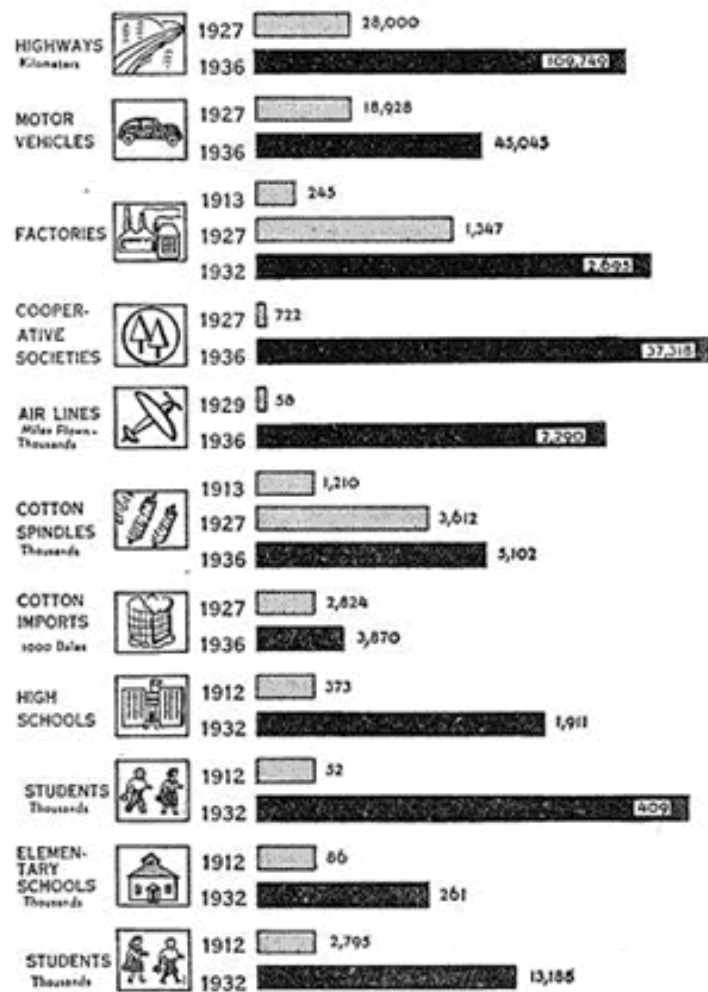 HIGHWAYS
Kilometers
1927 28,000
1936 109,749
MOTOR
VEHICLES
1927 18,928
1936 45,045
FACTORIES
1913 245
1927 1,347
1932 2,695
COOPER-
ATIVE
SOCIETIES
1927 722
1936 37,318
AIR LINES
Miles Flown-
Thousands
1929 58
1936 2,290
COTTON
SPINDLES
Thousands
1913 1,210
1927 3,612
1936 5,102
COTTON
IMPORTS
1000 Bales
1927 2,824
1936 3,870
HIGH
SCHOOLS
1912 373
1932 1,911
STUDENTS
Thousands
1912 52
1932 409
ELEMEN-
TARY
SCHOOLS
Thousands
1912 86
1932 261
STUDENTS
Thousands
1912 2,795
1932 13,186